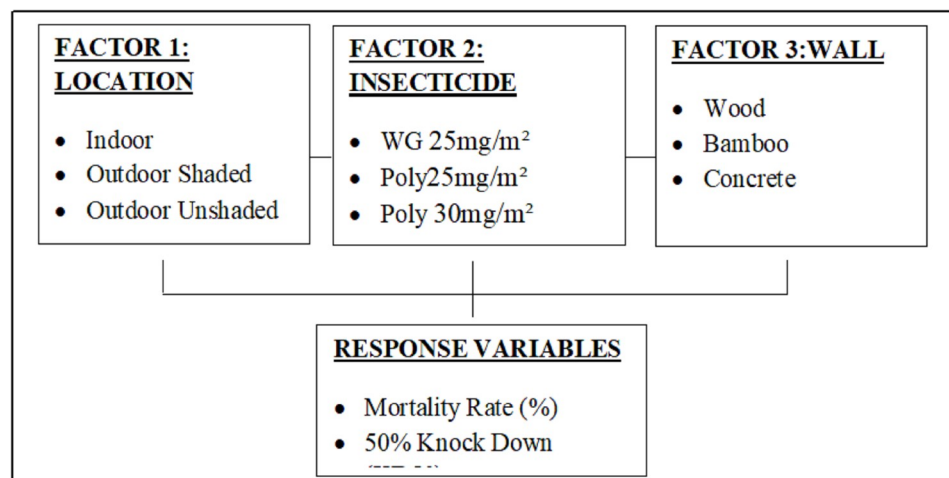 FACTOR 1:
LOCATION
• Indoor
• Outdoor Shaded
• Outdoor Unshaded
FACTOR 2:
INSECTICIDE
• WG 25mg/m²
• Poly25mg/m²
• Poly 30mg/m²
FACTOR 3:WALL
• Wood
• Bamboo
• Concrete
RESPONSE VARIABLES
• Mortality Rate (%)
• 50% Knock Down